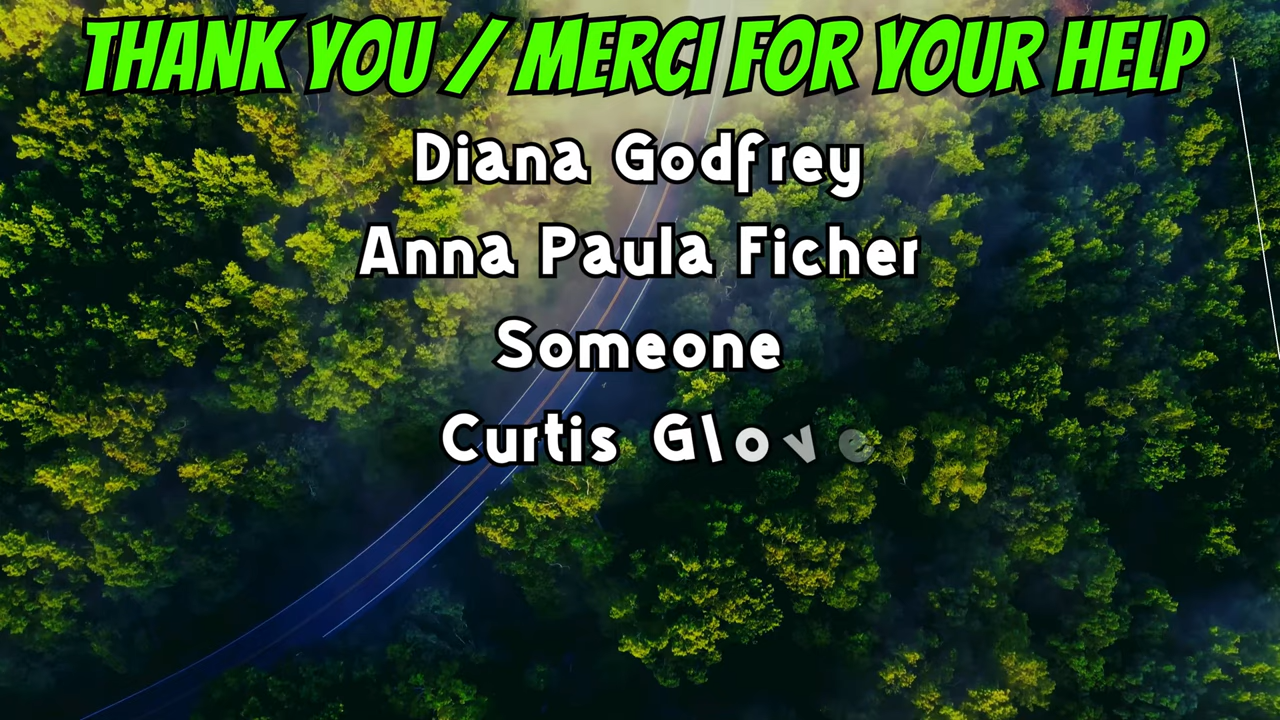 THANK YOU / MERCI FOR YOUR HELP
Diana Godfrey
Anna Paula Ficher
Someone
Curtis Glove